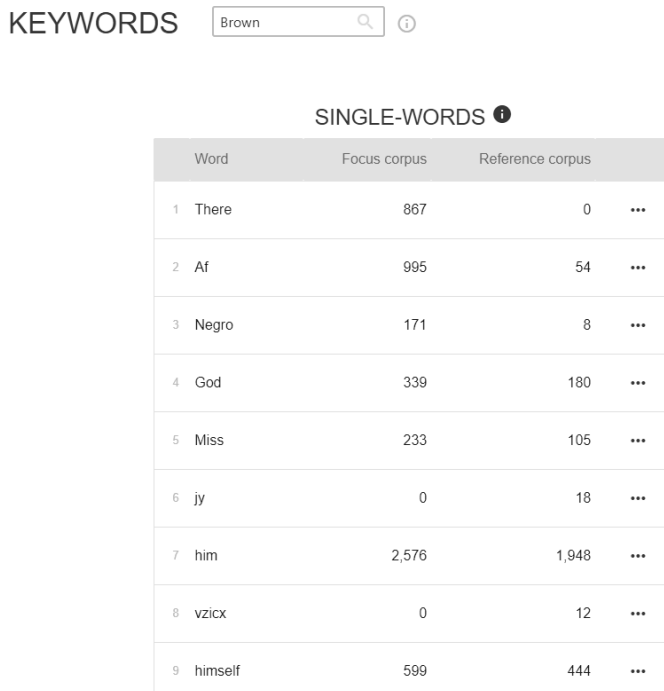 KEYWORDS Brown
SINGLE-WORDS
Word Focus corpus Reference corpus
1 There 867 0
2 Af 995 54
3 Negro 171 8
4 God 339 180
5 Miss 233 105
6 jy 0 18
7 him 2,576 1,948
8 vzicx 0 12
9 himself 599 444